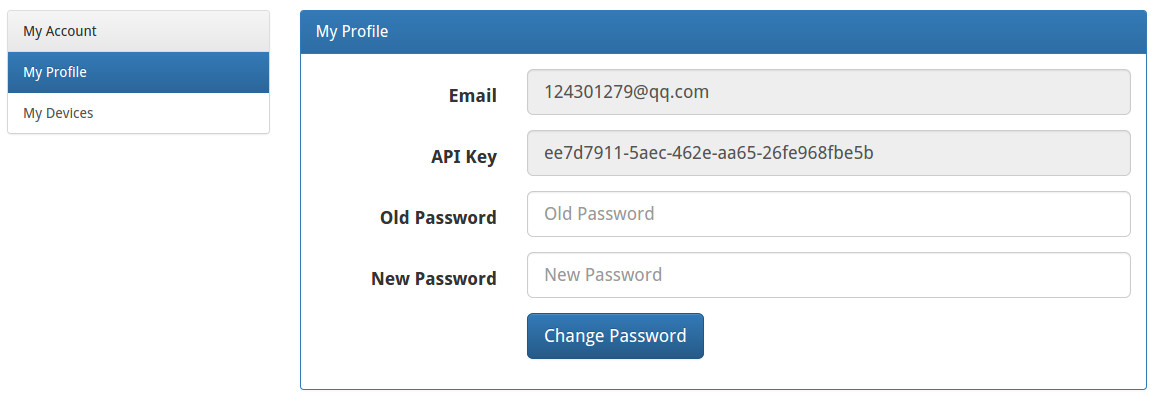 My Account
My Profile
My Devices
My Profile
Email 124301279@qq.com
API Key ee7d7911-5aec-462e-aa65-26fe968fbe5b
Old Password Old Password
New Password New Password
Change Password